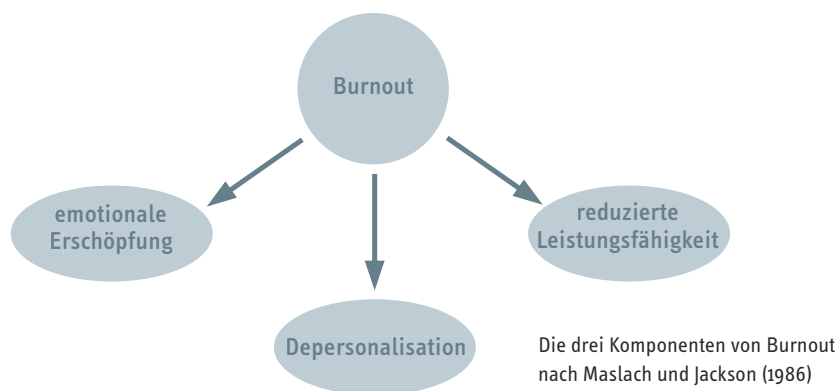 Burnout
emotionale
Erschöpfung
reduzierte
Leistungsfähigkeit
Depersonalisation
Die drei Komponenten von Burnout
nach Maslach und Jackson (1986)